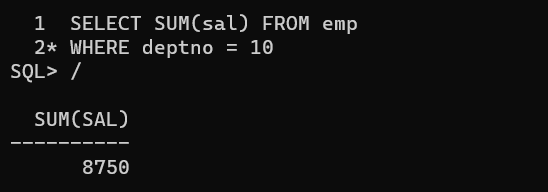 1  SELECT SUM(sal) FROM emp
  2* WHERE deptno = 10
SQL> /

  SUM(SAL)
----------
      8750